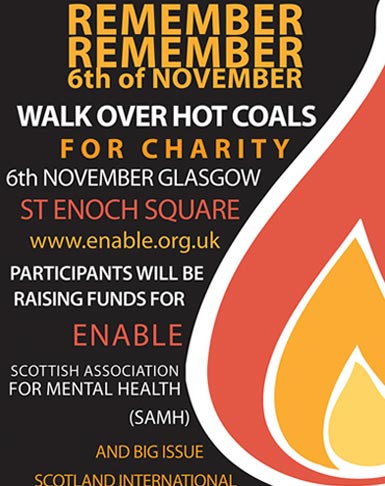 REMEMBER
REMEMBER
6th of NOVEMBER
WALK OVER HOT COALS
FOR CHARITY
6th NOVEMBER GLASGOW
ST ENOCH SQUARE
www.enable.org.uk
PARTICIPANTS WILL BE
RAISING FUNDS FOR
ENABLE
SCOTTISH ASSOCIATION
FOR MENTAL HEALTH
(SAMH)
AND BIG ISSUE
SCOTLAND INTERNATIONAL